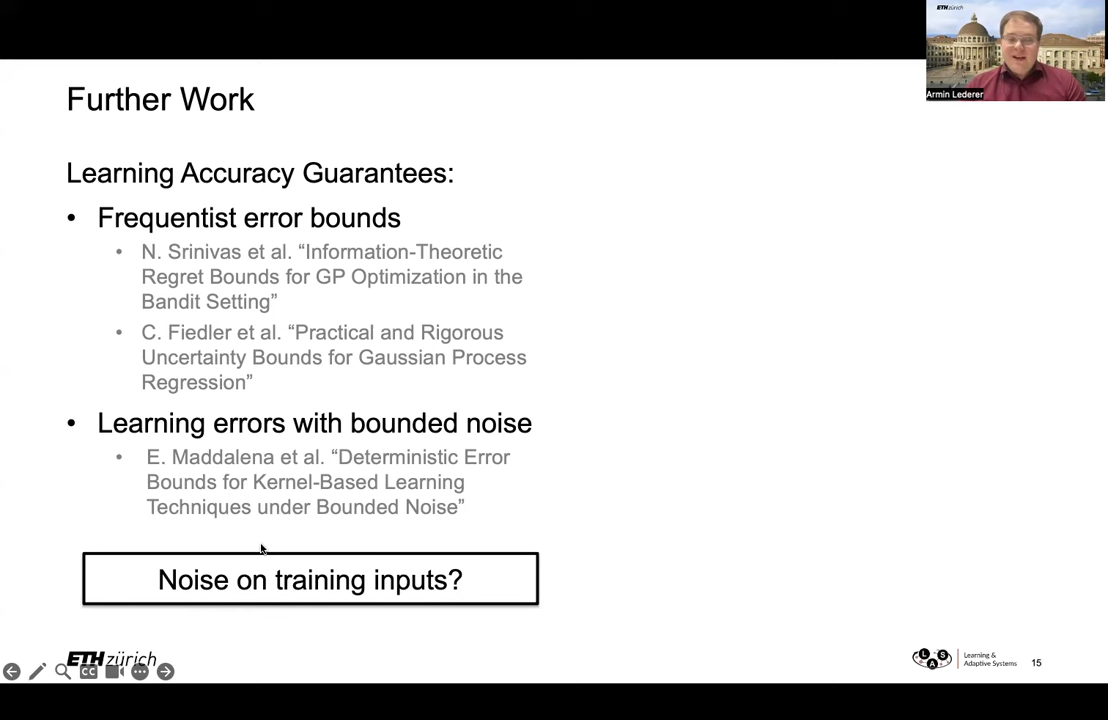 ETH zürich
Armin Lederer
Further Work
Learning Accuracy Guarantees:
• Frequentist error bounds
• N. Srinivas et al. “Information-Theoretic
Regret Bounds for GP Optimization in the
Bandit Setting”
• C. Fiedler et al. “Practical and Rigorous
Uncertainty Bounds for Gaussian Process
Regression”
• Learning errors with bounded noise
• E. Maddalena et al. “Deterministic Error
Bounds for Kernel-Based Learning
Techniques under Bounded Noise”
Noise on training inputs?
ETH zürich
CC
L A S
Learning &
Adaptive Systems
15